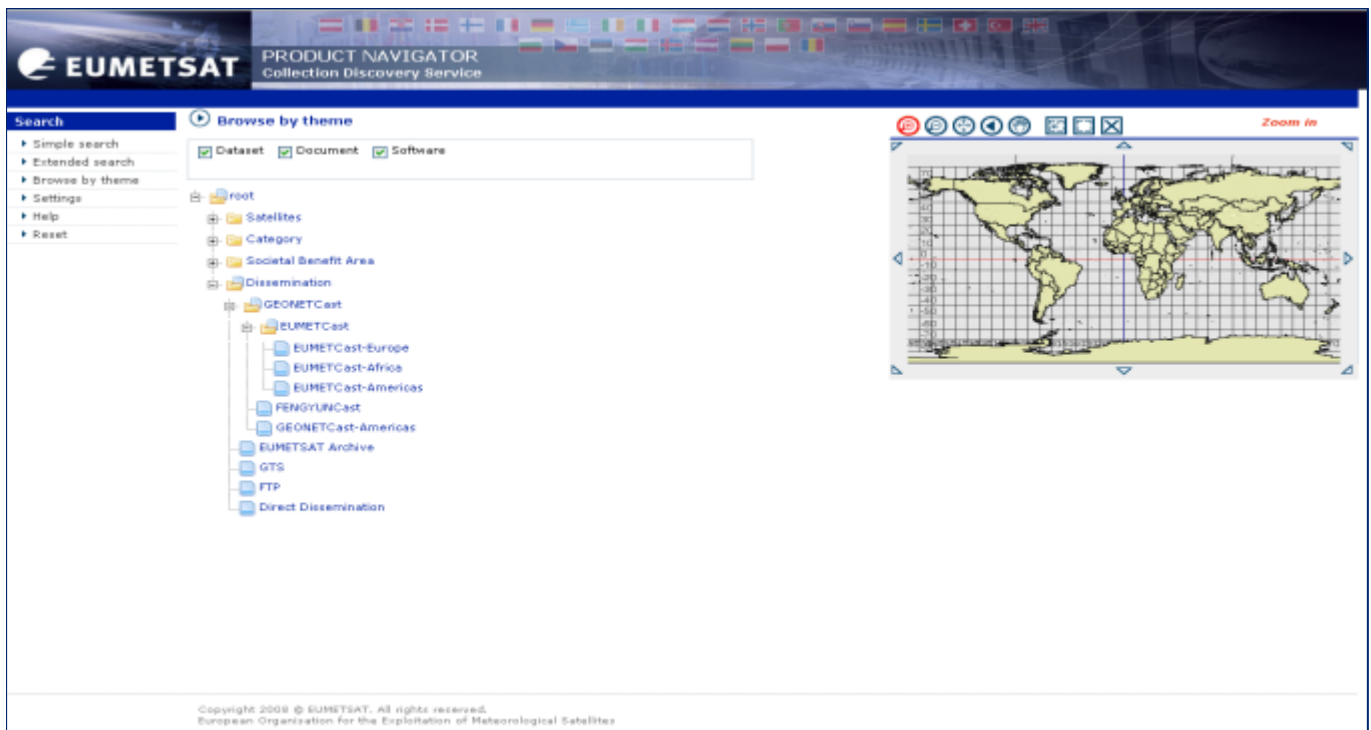 EUMETSAT
PRODUCT NAVIGATOR
Collection Discovery Service
Search
Simple search
Extended search
Browse by theme
Settings
Help
Reset
Browse by theme
Dataset Document Software
root
Satellites
Category
Societal Benefit Area
Dissemination
GEONETCast
EUMETCast
EUMETCast-Europe
EUMETCast-Africa
EUMETCast-Americas
FENGYUNCast
GEONETCast-Americas
EUMETSAT Archive
GTS
FTP
Direct Dissemination
Zoom in
Copyright 2008 © EUMETSAT. All rights reserved.
European Organisation for the Exploitation of Meteorological Satellites